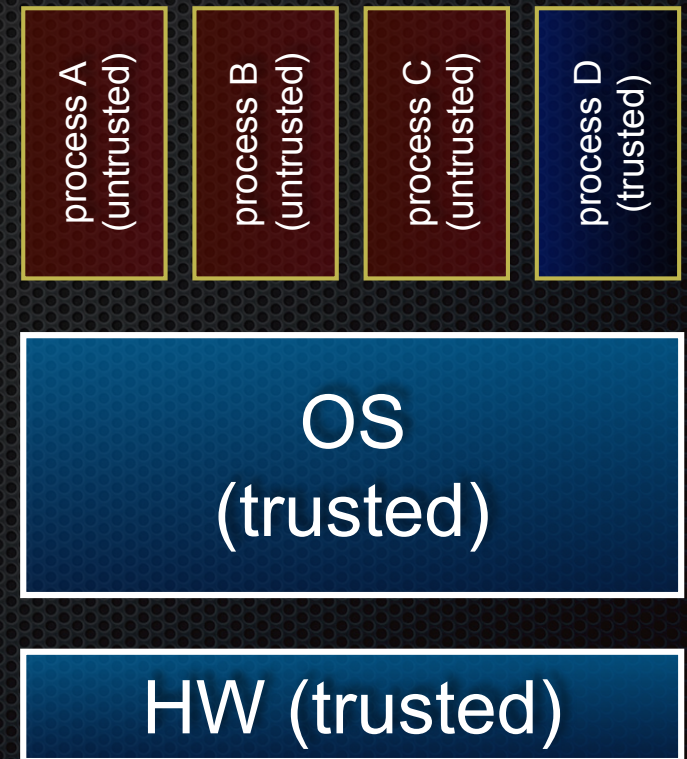 process A
(untrusted)
process B
(untrusted)
process C
(untrusted)
process D
(trusted)
OS
(trusted)
HW (trusted)